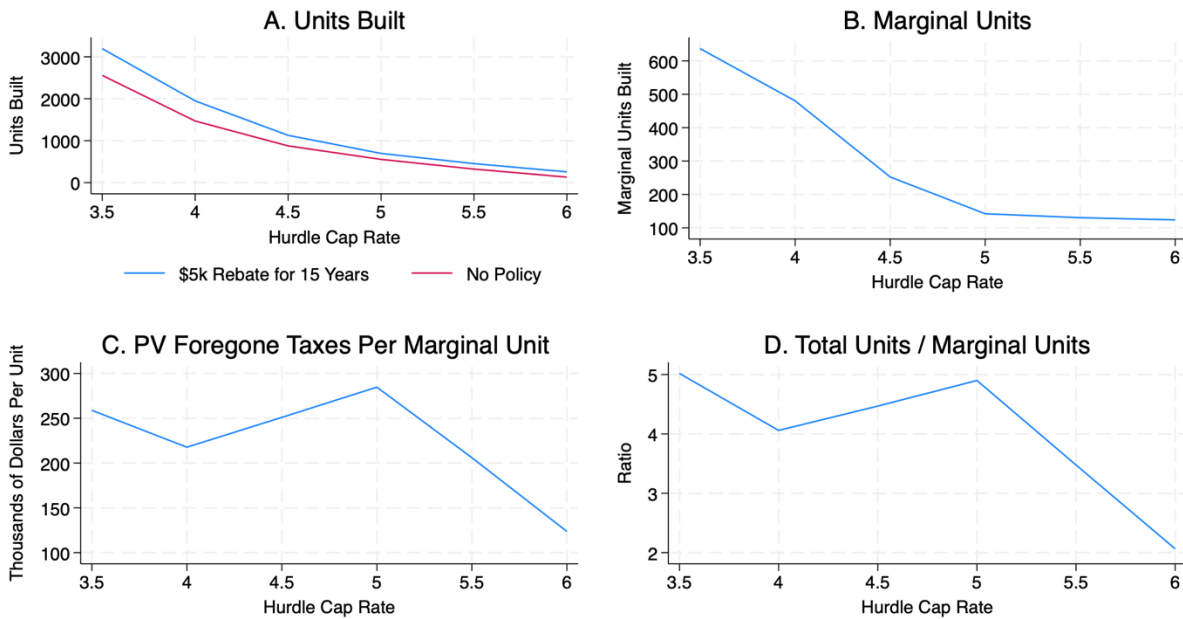 A. Units Built
Units Built
3000
2000
1000
0
3.5 4 4.5 5 5.5 6
Hurdle Cap Rate
$5k Rebate for 15 Years No Policy
B. Marginal Units
Marginal Units Built
600
500
400
300
200
100
3.5 4 4.5 5 5.5 6
Hurdle Cap Rate
C. PV Foregone Taxes Per Marginal Unit
Thousands of Dollars Per Unit
300
250
200
150
100
3.5 4 4.5 5 5.5 6
Hurdle Cap Rate
D. Total Units / Marginal Units
Ratio
5
4
3
2
3.5 4 4.5 5 5.5 6
Hurdle Cap Rate